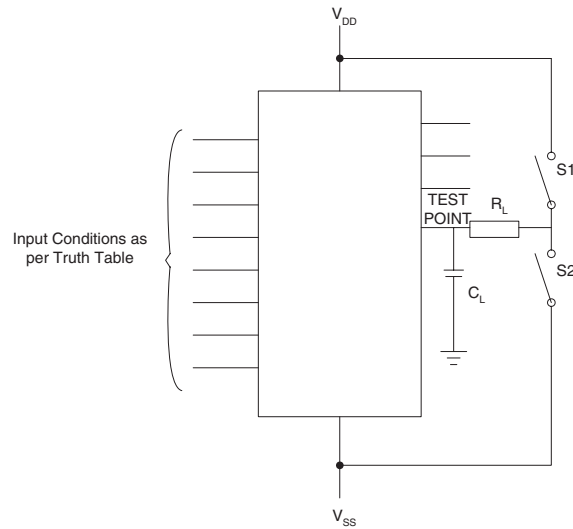 V_DD
S1
TEST
POINT
R_L
Input Conditions as
per Truth Table
S2
C_L
V_SS